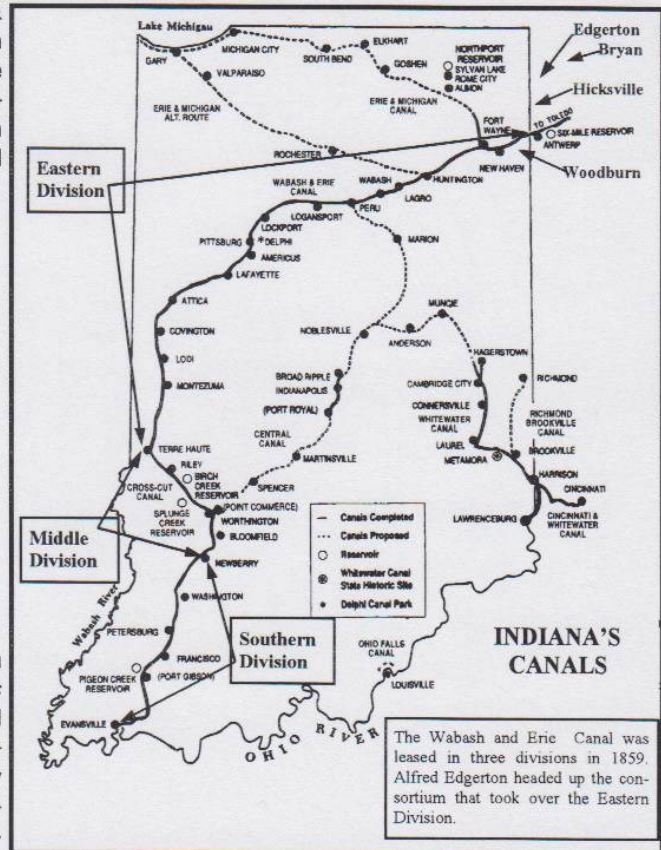 Lake Michigan
GARY
MICHIGAN CITY
VALPARAISO
SOUTH BEND
ELKHART
GOSHEN
NORTHPORT
RESERVOIR
SYLVAN LAKE
ROME CITY
ALBION
Edgerton
Bryan
Hicksville
ERIE & MICHIGAN
ALT. ROUTE
ERIE & MICHIGAN
CANAL
FORT
WAYNE
TO TOLEDO
SIX-MILE RESERVOIR
ANTWERP
NEW HAVEN
Woodburn
Eastern
Division
ROCHESTER
HUNTINGTON
WABASH & ERIE
CANAL
WABASH
LAGRO
PERU
LOGANSPORT
LOCKPORT
PITTSBURG
*DELPHI
AMERICUS
MARION
LAFAYETTE
ATTICA
COVINGTON
LODI
MONTEZUMA
NOBLESVILLE
ANDERSON
MUNCIE
HAGERSTOWN
CAMBRIDGE CITY
RICHMOND
BROAD RIPPLE
INDIANAPOLIS
(PORT ROYAL)
CONNERSVILLE
WHITEWATER
CANAL
RICHMOND
BROOKVILLE
CANAL
LAUREL
METAMORA
BROOKVILLE
CENTRAL
CANAL
MARTINSVILLE
SPENCER
HARRISON
CINCINNATI
LAWRENCEBURG
CINCINNATI &
WHITEWATER
CANAL
TERRE HAUTE
RILEY
BIRCH
CREEK
RESERVOIR
CROSS-CUT
CANAL
SPLUNGE
CREEK
RESERVOIR
(POINT COMMERCE)
WORTHINGTON
BLOOMFIELD
Middle
Division
NEWBERRY
Wabash River
WASHINGTON
PETERSBURG
Southern
Division
FRANCISCO
PIGEON CREEK
RESERVOIR
(PORT GIBSON)
EVANSVILLE
Canals Completed
Canals Proposed
Reservoir
Whitewater Canal
State Historic Site
Delphi Canal Park
OHIO FALLS
CANAL
LOUISVILLE
OHIO RIVER
INDIANA'S
CANALS
The Wabash and Erie Canal was
leased in three divisions in 1859.
Alfred Edgerton headed up the con-
sortium that took over the Eastern
Division.